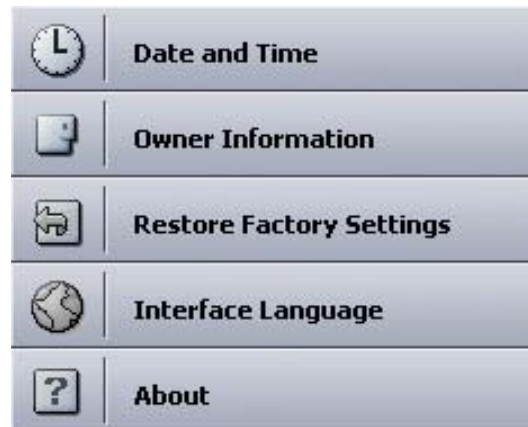 Date and Time
Owner Information
Restore Factory Settings
Interface Language
? About